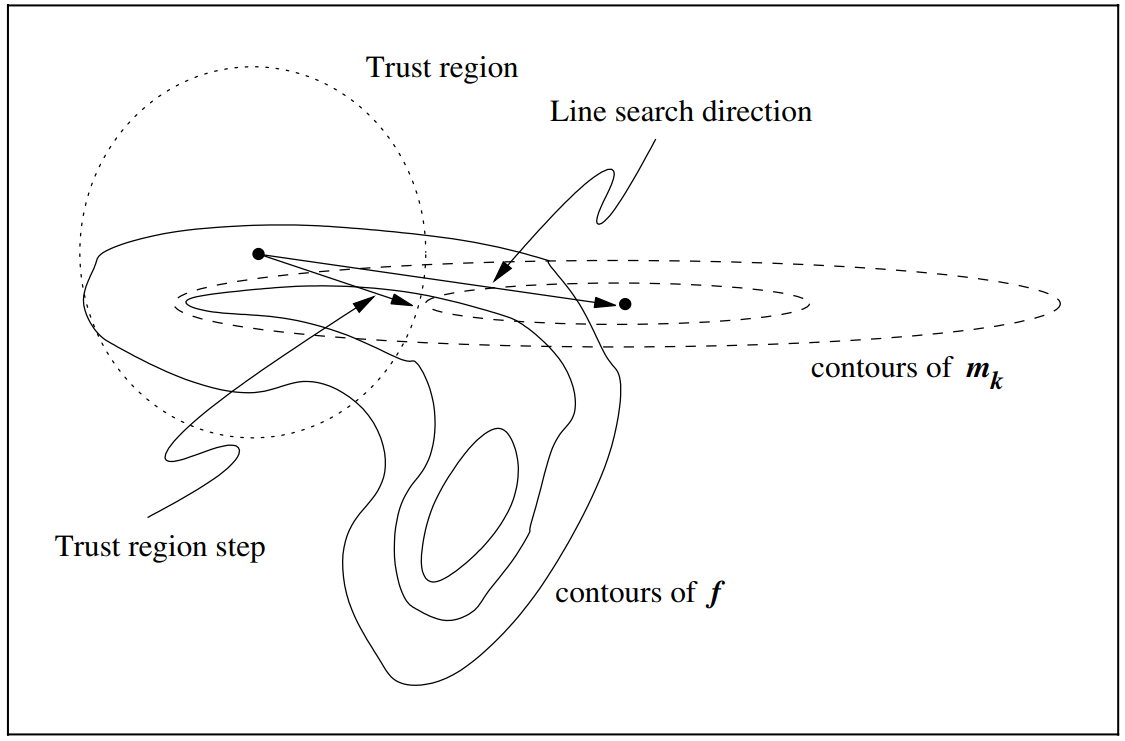 Trust region
Line search direction
contours of m_k
Trust region step
contours of f